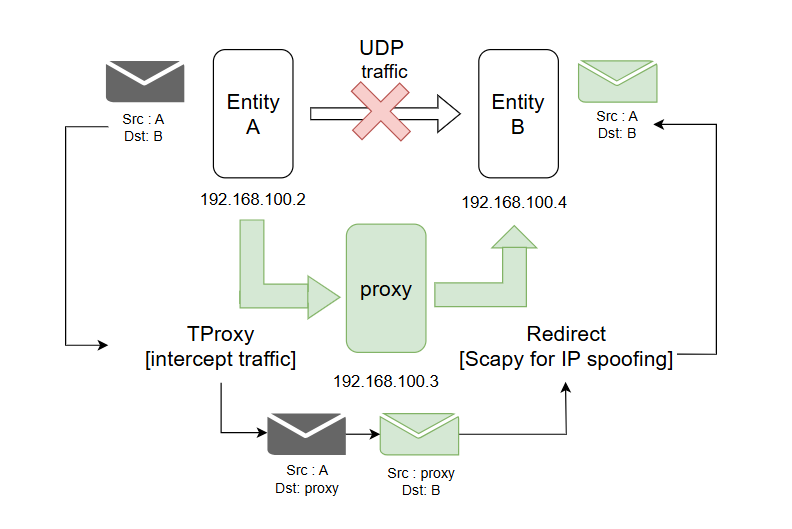 UDP
traffic
Src : A
Dst: B
Entity
A
Entity
B
Src : A
Dst: B
192.168.100.2
192.168.100.4
proxy
TProxy
[intercept traffic]
Redirect
[Scapy for IP spoofing]
192.168.100.3
Src : A
Dst: proxy
Src : proxy
Dst: B